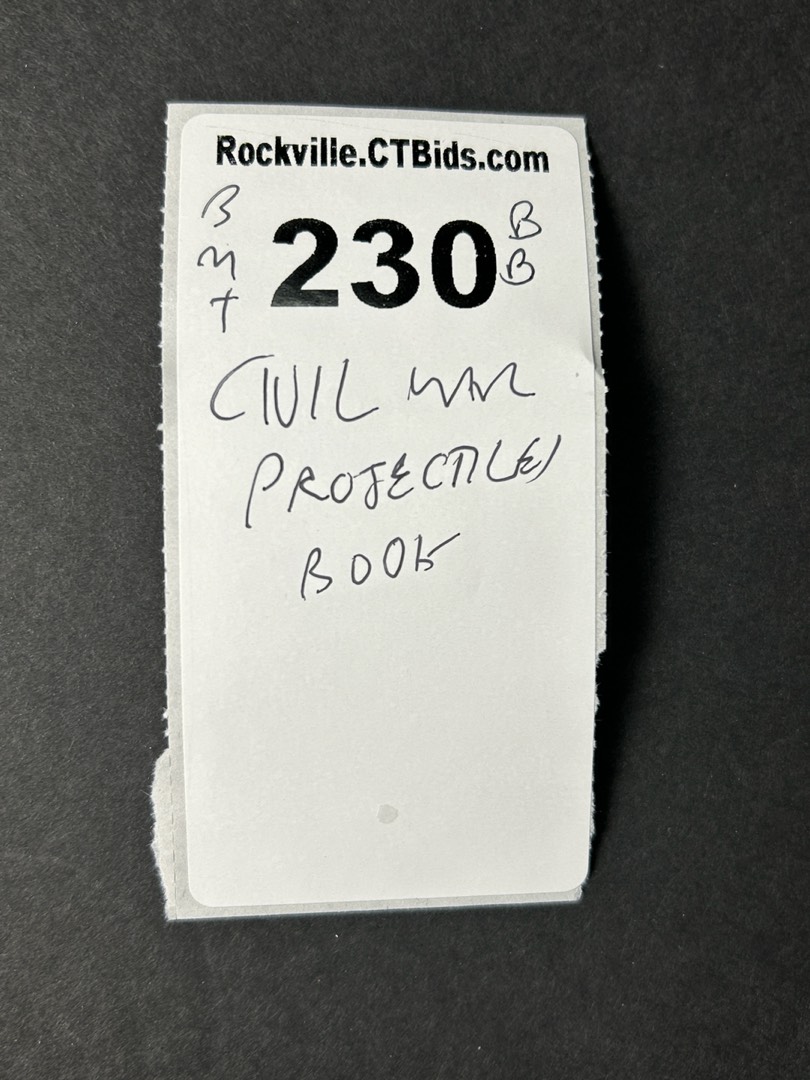 Rockville.CTBids.com
B
M
T
230
B
B
CIVIL WAR
PROJECTILES
BOOK